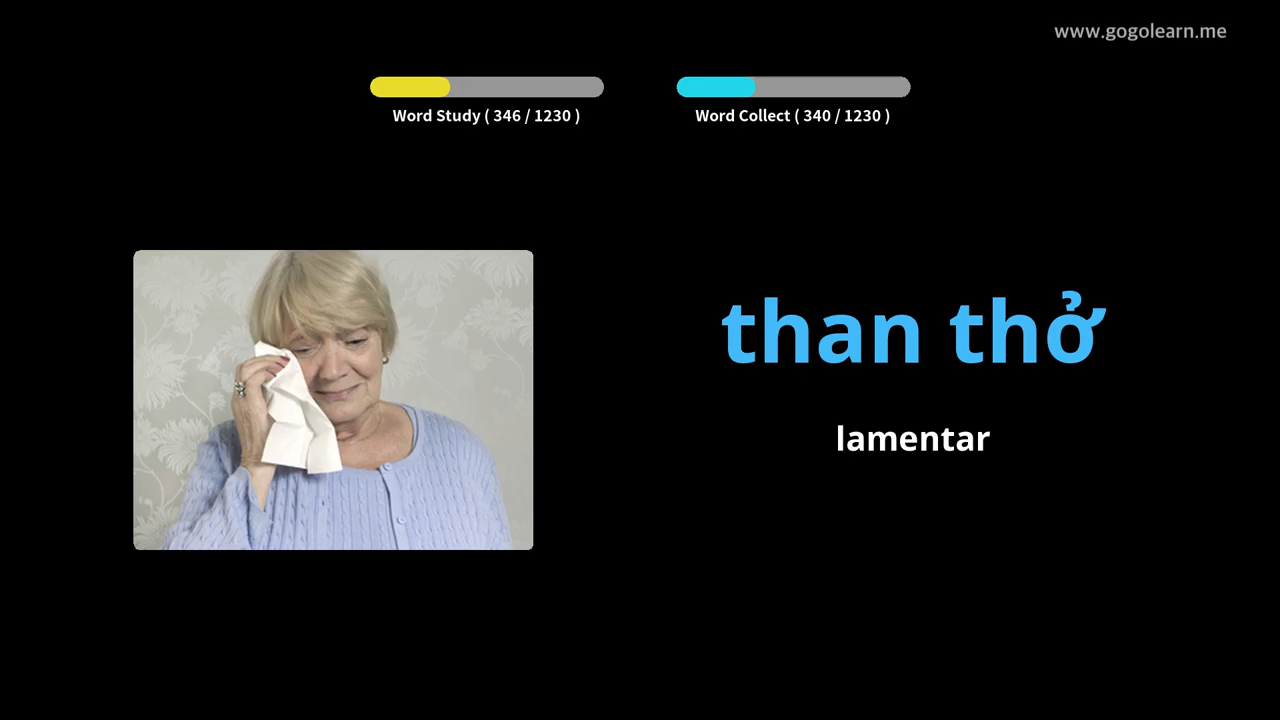 www.gogolearn.me
Word Study ( 346 / 1230 )
Word Collect ( 340 / 1230 )
than thở
lamentar